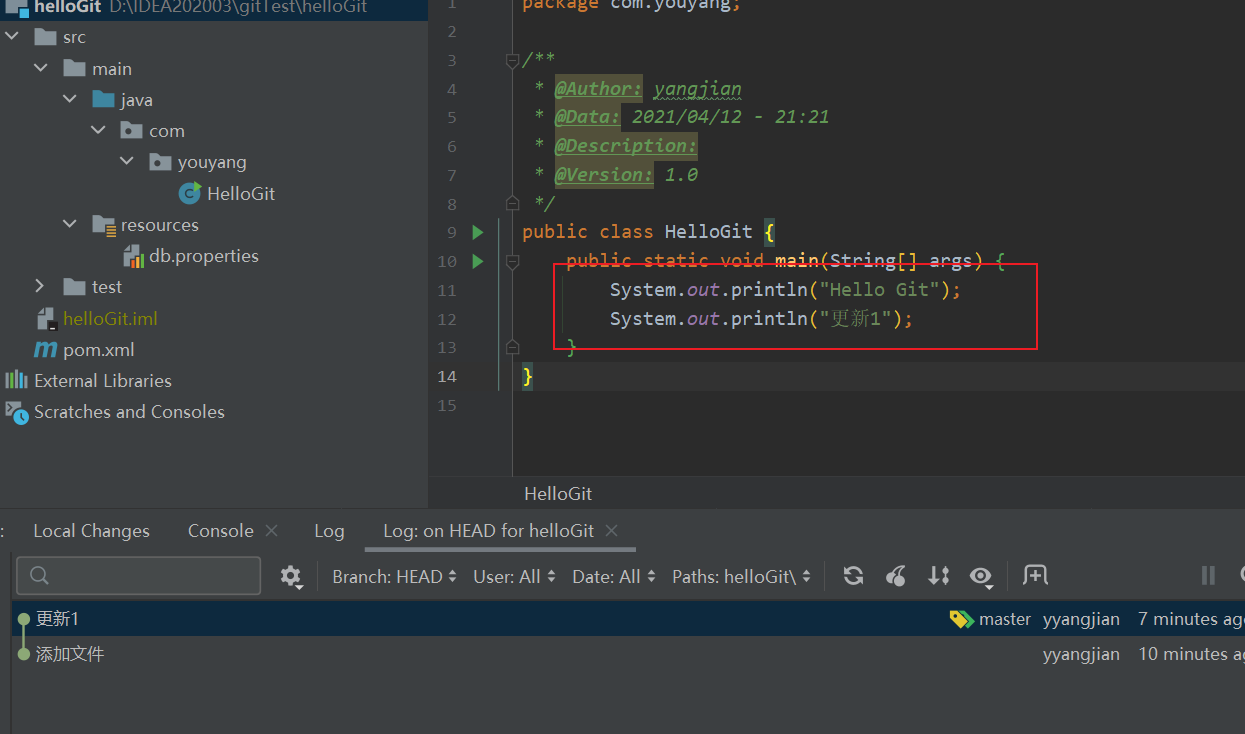 helloGit D:\IDEA202003\gitTest\helloGit
src
main
java
com
youyang
HelloGit
resources
db.properties
test
helloGit.iml
pom.xml
External Libraries
Scratches and Consoles
1 package com.youyang;
2
3 /**
4 * @Author: yangjian
5 * @Data: 2021/04/12 - 21:21
6 * @Description:
7 * @Version: 1.0
8 */
9 public class HelloGit {
10 public static void main(String[] args) {
11 System.out.println("Hello Git");
12 System.out.println("更新1");
13 }
14 }
15
HelloGit
: Local Changes Console Log Log: on HEAD for helloGit
Branch: HEAD User: All Date: All Paths: helloGit\
更新1 master yyangjian 7 minutes ag
添加文件 yyangjian 10 minutes a